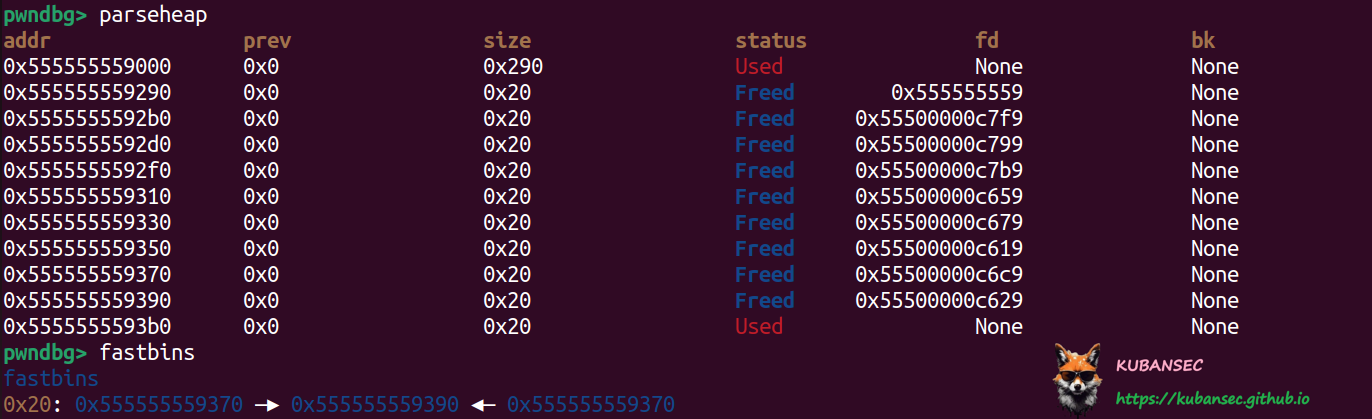 pwndbg> parseheap
addr prev size status fd bk
0x555555559000 0x0 0x290 Used None None
0x555555559290 0x0 0x20 Freed 0x555555559 None
0x5555555592b0 0x0 0x20 Freed 0x55500000c7f9 None
0x5555555592d0 0x0 0x20 Freed 0x55500000c799 None
0x5555555592f0 0x0 0x20 Freed 0x55500000c7b9 None
0x555555559310 0x0 0x20 Freed 0x55500000c659 None
0x555555559330 0x0 0x20 Freed 0x55500000c679 None
0x555555559350 0x0 0x20 Freed 0x55500000c619 None
0x555555559370 0x0 0x20 Freed 0x55500000c6c9 None
0x555555559390 0x0 0x20 Freed 0x55500000c629 None
0x5555555593b0 0x0 0x20 Used None None
pwndbg> fastbins
fastbins
0x20: 0x555555559370 —▸ 0x555555559390 ◂— 0x555555559370
KUBANSEC
https://kubansec.github.io